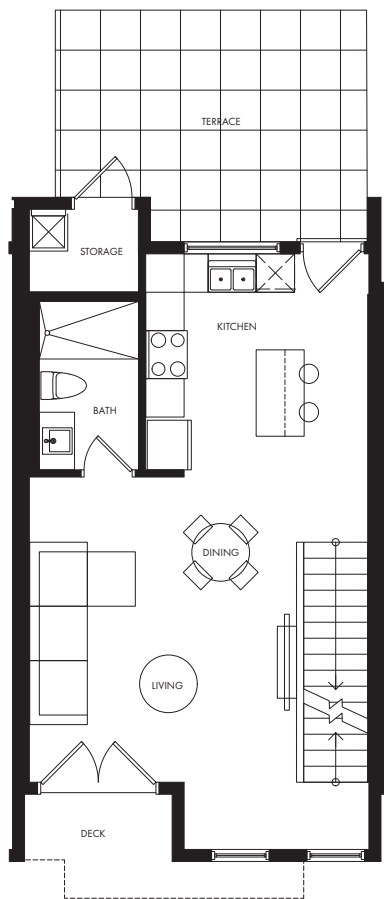 TERRACE
STORAGE
KITCHEN
BATH
DINING
LIVING
DECK